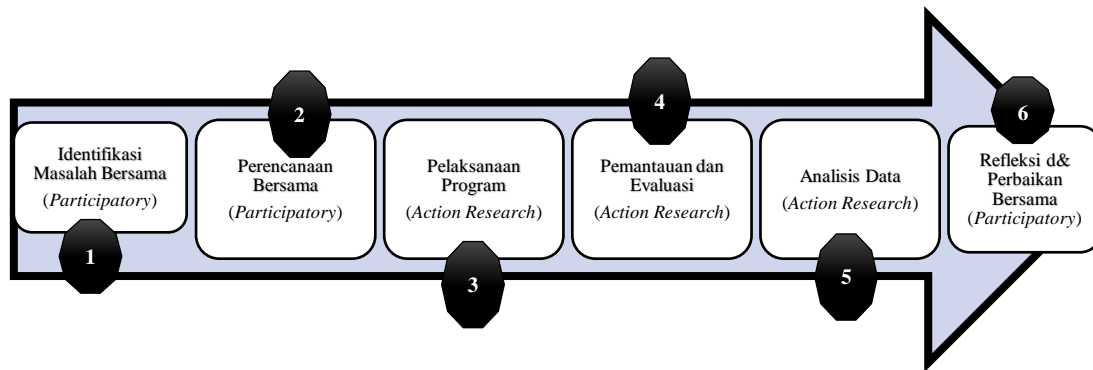 1
Identifikasi
Masalah Bersama
(Participatory)
2
Perencanaan
Bersama
(Participatory)
3
Pelaksanaan
Program
(Action Research)
4
Pemantauan dan
Evaluasi
(Action Research)
5
Analisis Data
(Action Research)
6
Refleksi d&
Perbaikan
Bersama
(Participatory)